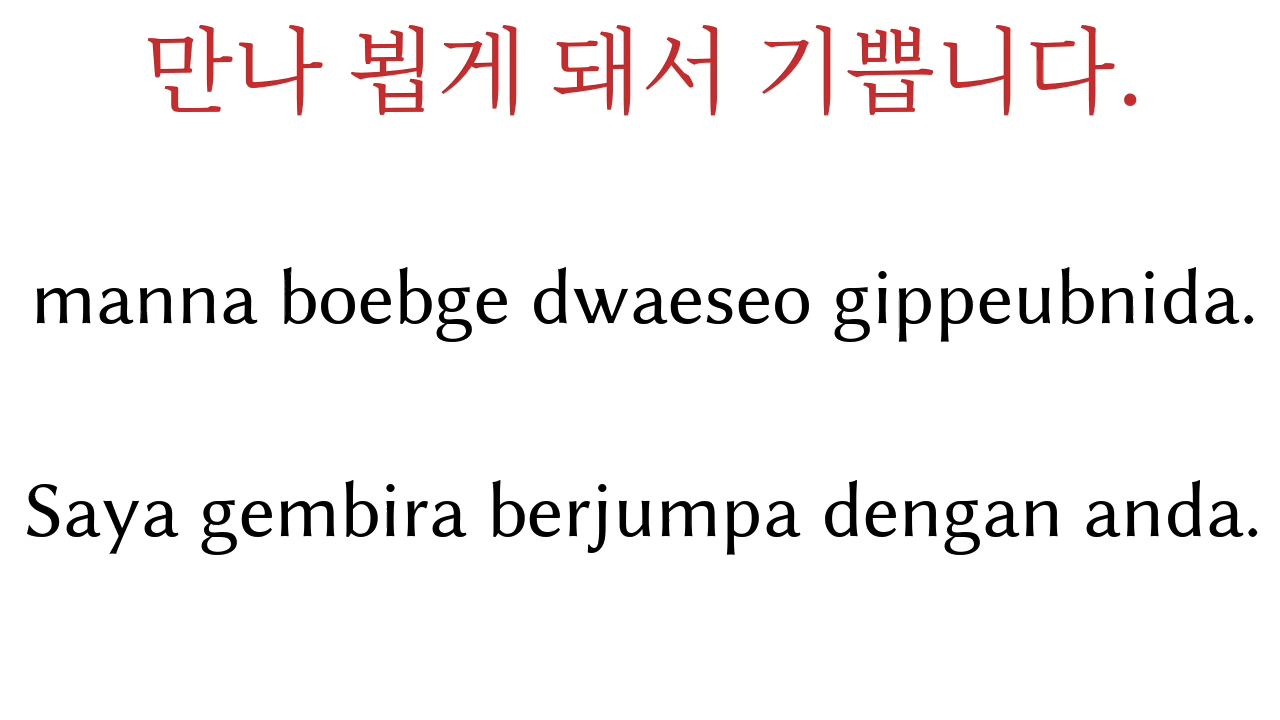 만나 뵙게 돼서 기쁩니다.
manna boebge dwaeseo gippeubnida.
Saya gembira berjumpa dengan anda.